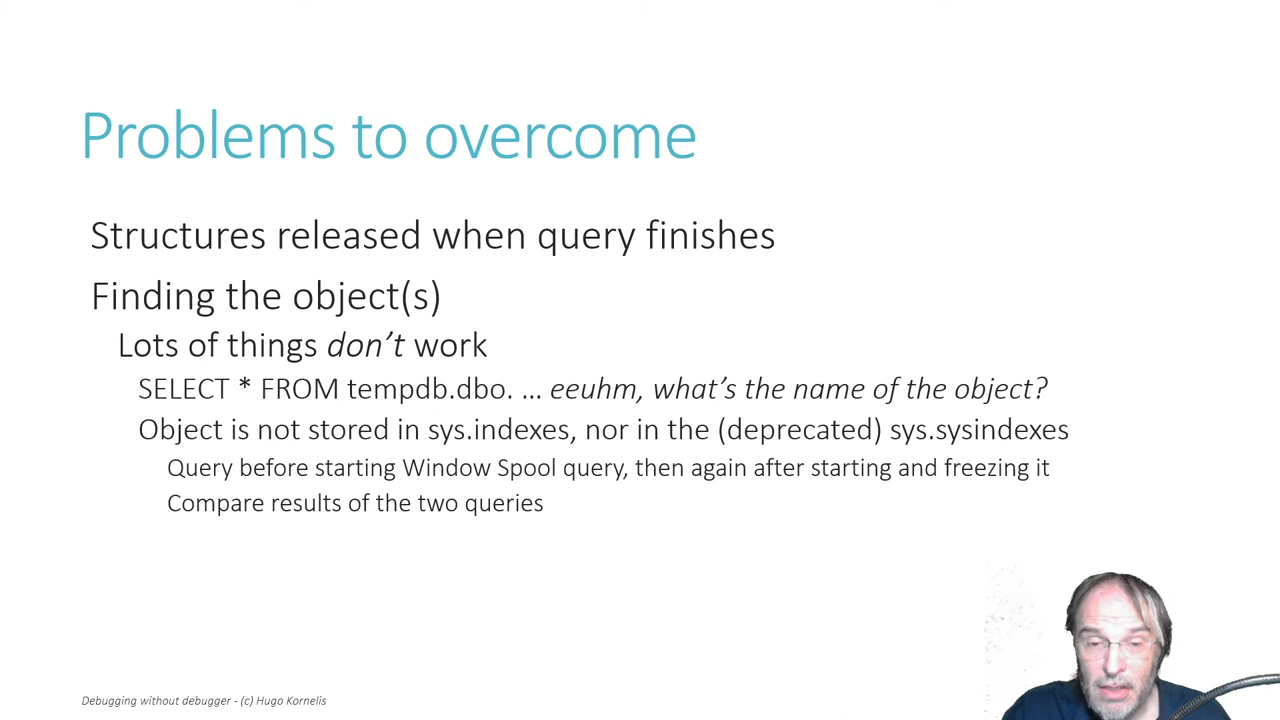 Problems to overcome
Structures released when query finishes
Finding the object(s)
Lots of things don’t work
SELECT * FROM tempdb.dbo. … eeuhm, what’s the name of the object?
Object is not stored in sys.indexes, nor in the (deprecated) sys.sysindexes
Query before starting Window Spool query, then again after starting and freezing it
Compare results of the two queries
Debugging without debugger - (c) Hugo Kornelis